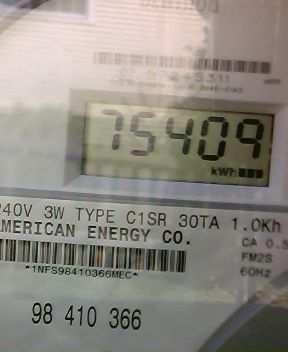 75409
kWh
240V 3W TYPE C1SR 30TA 1.0Kh
AMERICAN ENERGY CO.
CA 0.5
FM2S
60Hz
*1NFS98410366MEC*
98 410 366